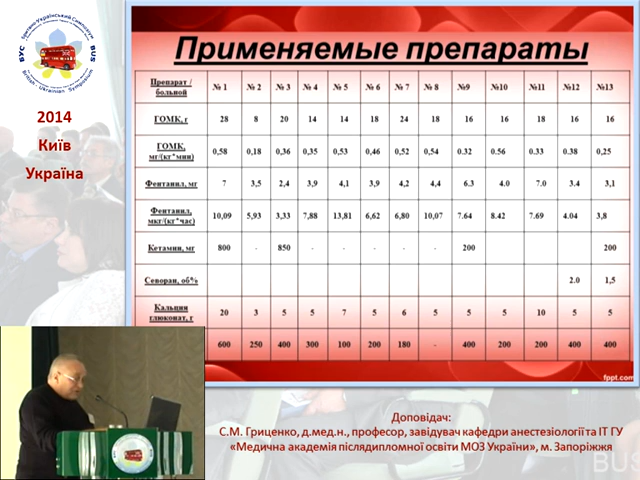 БУС
BUS
Британо-Український Симпозіум
British - Ukrainian Symposium
2014
Київ
Україна
Применяемые препараты
Препарат / больной № 1 № 2 № 3 № 4 № 5 № 6 № 7 № 8 №9 №10 №11 №12 №13
ГОМК, г 28 8 20 14 14 18 24 18 16 16 18 16 16
ГОМК, мг/(кг*мин) 0,58 0,18 0,36 0,35 0,53 0,46 0,52 0,54 0.32 0.56 0.33 0.38 0,25
Фентанил, мг 7 3,5 2,4 3,9 4,1 3,9 4,2 4,4 6.3 4.0 7.0 3.4 3,1
Фентанил, мкг/(кг*час) 10,09 5,93 3,33 7,88 13,81 6,62 6,80 10,07 7.64 8.42 7.69 4.04 3,8
Кетамин, мг 800 - 850 - - - - - 200 200
Севоран, об% 2.0 1,5
Кальция глюконат, г 20 3 5 5 7 5 6 5 5 5 10 5 5
600 250 400 300 100 200 180 - 400 200 200 400 400
fppt.com
Доповідач:
С.М. Гриценко, д.мед.н., професор, завідувач кафедри анестезіології та ІТ ГУ
«Медична академія післядипломної освіти МОЗ України», м. Запоріжжя
BUS